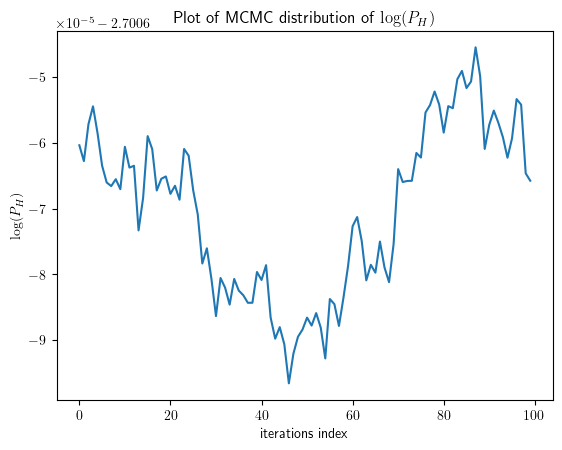 Plot of MCMC distribution of log(P_H)
×10⁻⁵−2.7006
−5
−6
−7
−8
−9
log(P_H)
0 20 40 60 80 100
iterations index